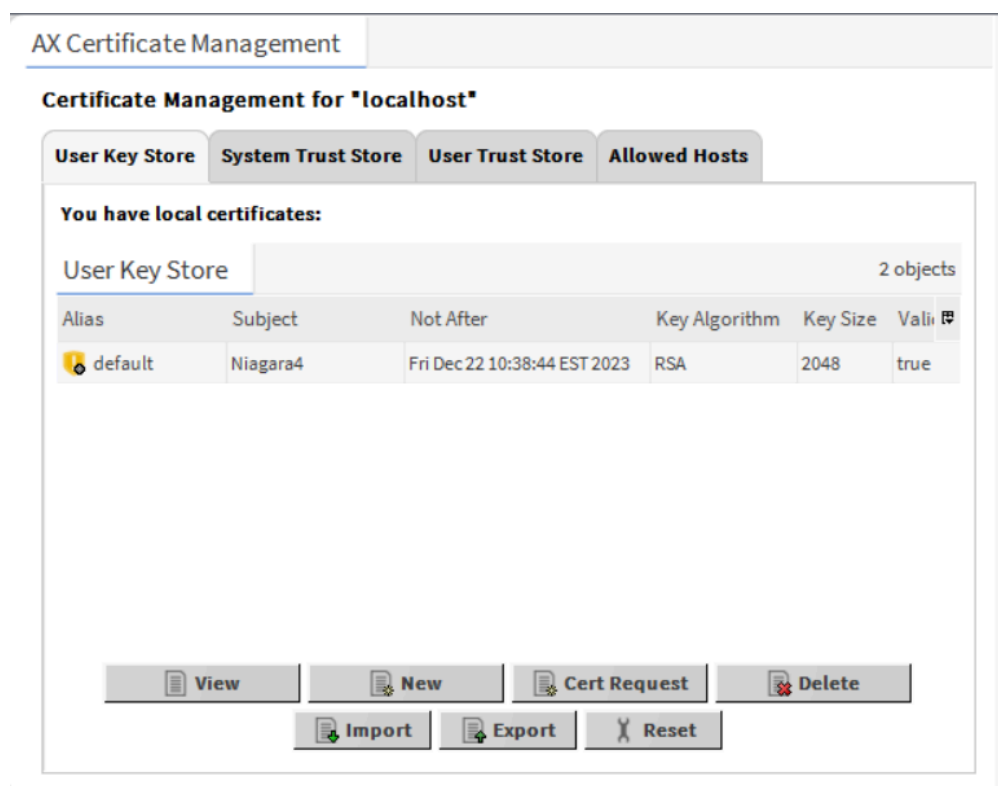 AX Certificate Management
Certificate Management for "localhost"
User Key Store System Trust Store User Trust Store Allowed Hosts
You have local certificates:
User Key Store 2 objects
Alias Subject Not After Key Algorithm Key Size Vali
default Niagara4 Fri Dec 22 10:38:44 EST 2023 RSA 2048 true
View New Cert Request Delete
Import Export Reset